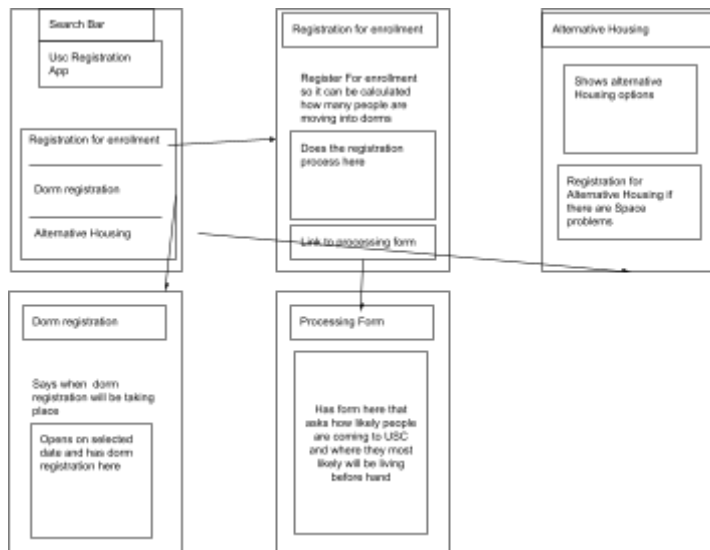 Search Bar
Usc Registration
App
Registration for enrollment
Dorm registration
Alternative Housing
Registration for enrollment
Register For enrollment
so it can be calculated
how many people are
moving into dorms
Does the registration
process here
Link to processing form
Alternative Housing
Shows alternative
Housing options
Registration for
Alternative Housing if
there are Space
problems
Dorm registration
Says when dorm
registration will be taking
place
Opens on selected
date and has dorm
registration here
Processing Form
Has form here that
asks how likely people
are coming to USC
and where they most
likely will be living
before hand